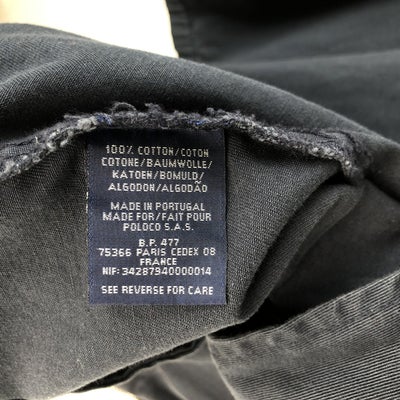 100% COTTON/COTON
COTONE/BAUMWOLLE/
KATOEN/BOMULD/
ALGODON/ALGODÃO
MADE IN PORTUGAL
MADE FOR/FAIT POUR
POLOCO S.A.S.
B.P. 477
75366 PARIS CEDEX 08
FRANCE
NIF: 34287940000014
SEE REVERSE FOR CARE